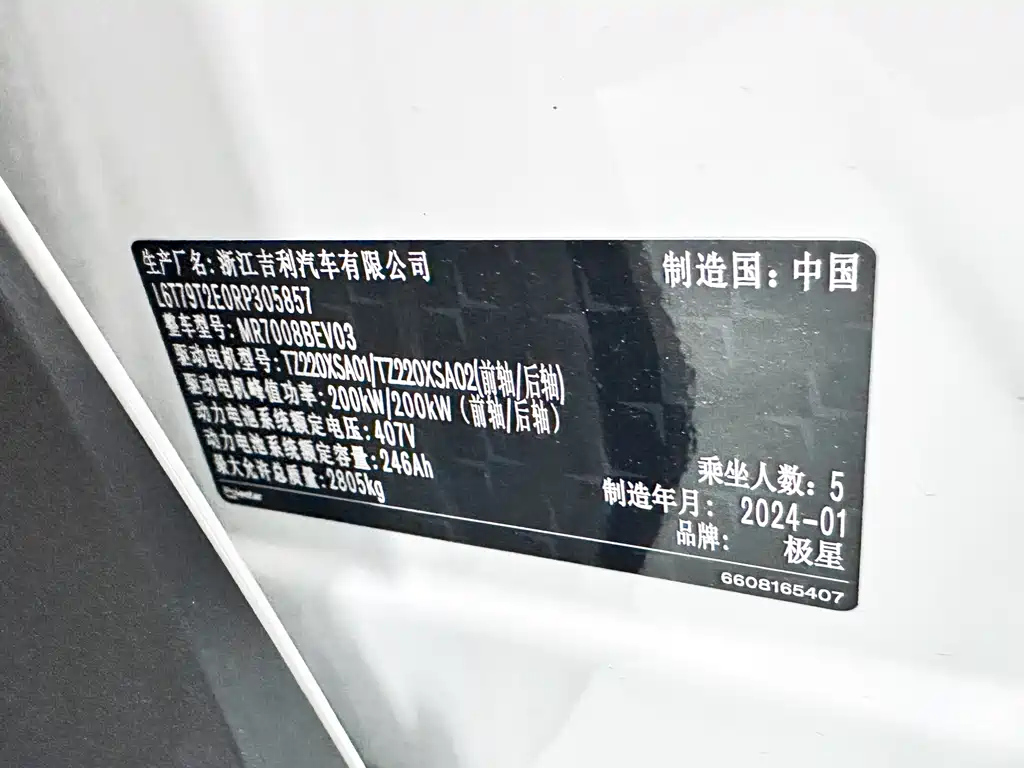 生产厂名:浙江吉利汽车有限公司
制造国:中国
L6T79T2E0RP305857
整车型号:MR7008BEV03
驱动电机型号:TZ220XSA01/TZ220XSA02(前轴/后轴)
驱动电机峰值功率:200kW/200kW(前轴/后轴)
动力电池系统额定电压:407V
动力电池系统额定容量:246Ah
最大允许总质量:2805kg
乘坐人数:5
制造年月:2024-01
品牌:极星
6608165407